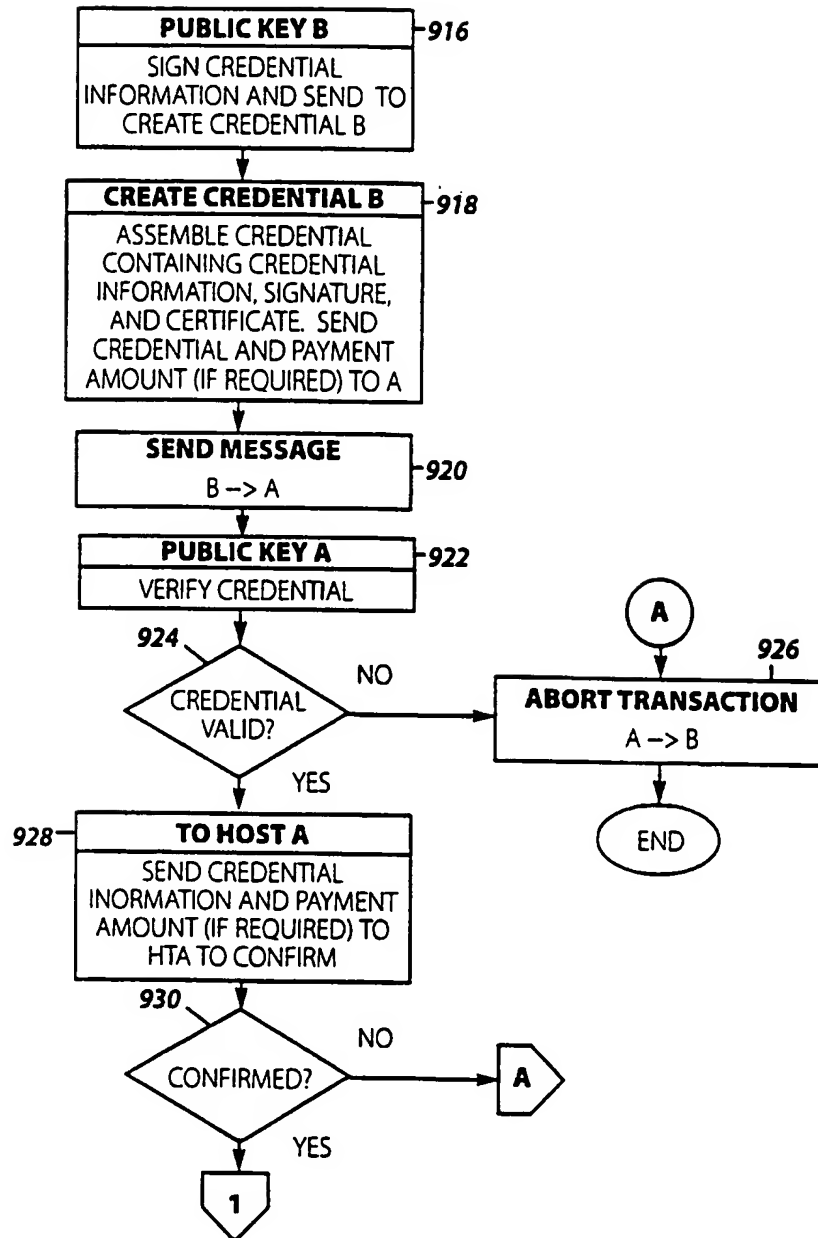 PUBLIC KEY B
916
SIGN CREDENTIAL
INFORMATION AND SEND TO
CREATE CREDENTIAL B
CREATE CREDENTIAL B
918
ASSEMBLE CREDENTIAL
CONTAINING CREDENTIAL
INFORMATION, SIGNATURE,
AND CERTIFICATE. SEND
CREDENTIAL AND PAYMENT
AMOUNT (IF REQUIRED) TO A
SEND MESSAGE
920
B --> A
PUBLIC KEY A
922
VERIFY CREDENTIAL
924
CREDENTIAL
VALID?
NO
YES
A
926
ABORT TRANSACTION
A --> B
END
928
TO HOST A
SEND CREDENTIAL
INORMATION AND PAYMENT
AMOUNT (IF REQUIRED) TO
HTA TO CONFIRM
930
CONFIRMED?
NO
A
YES
1